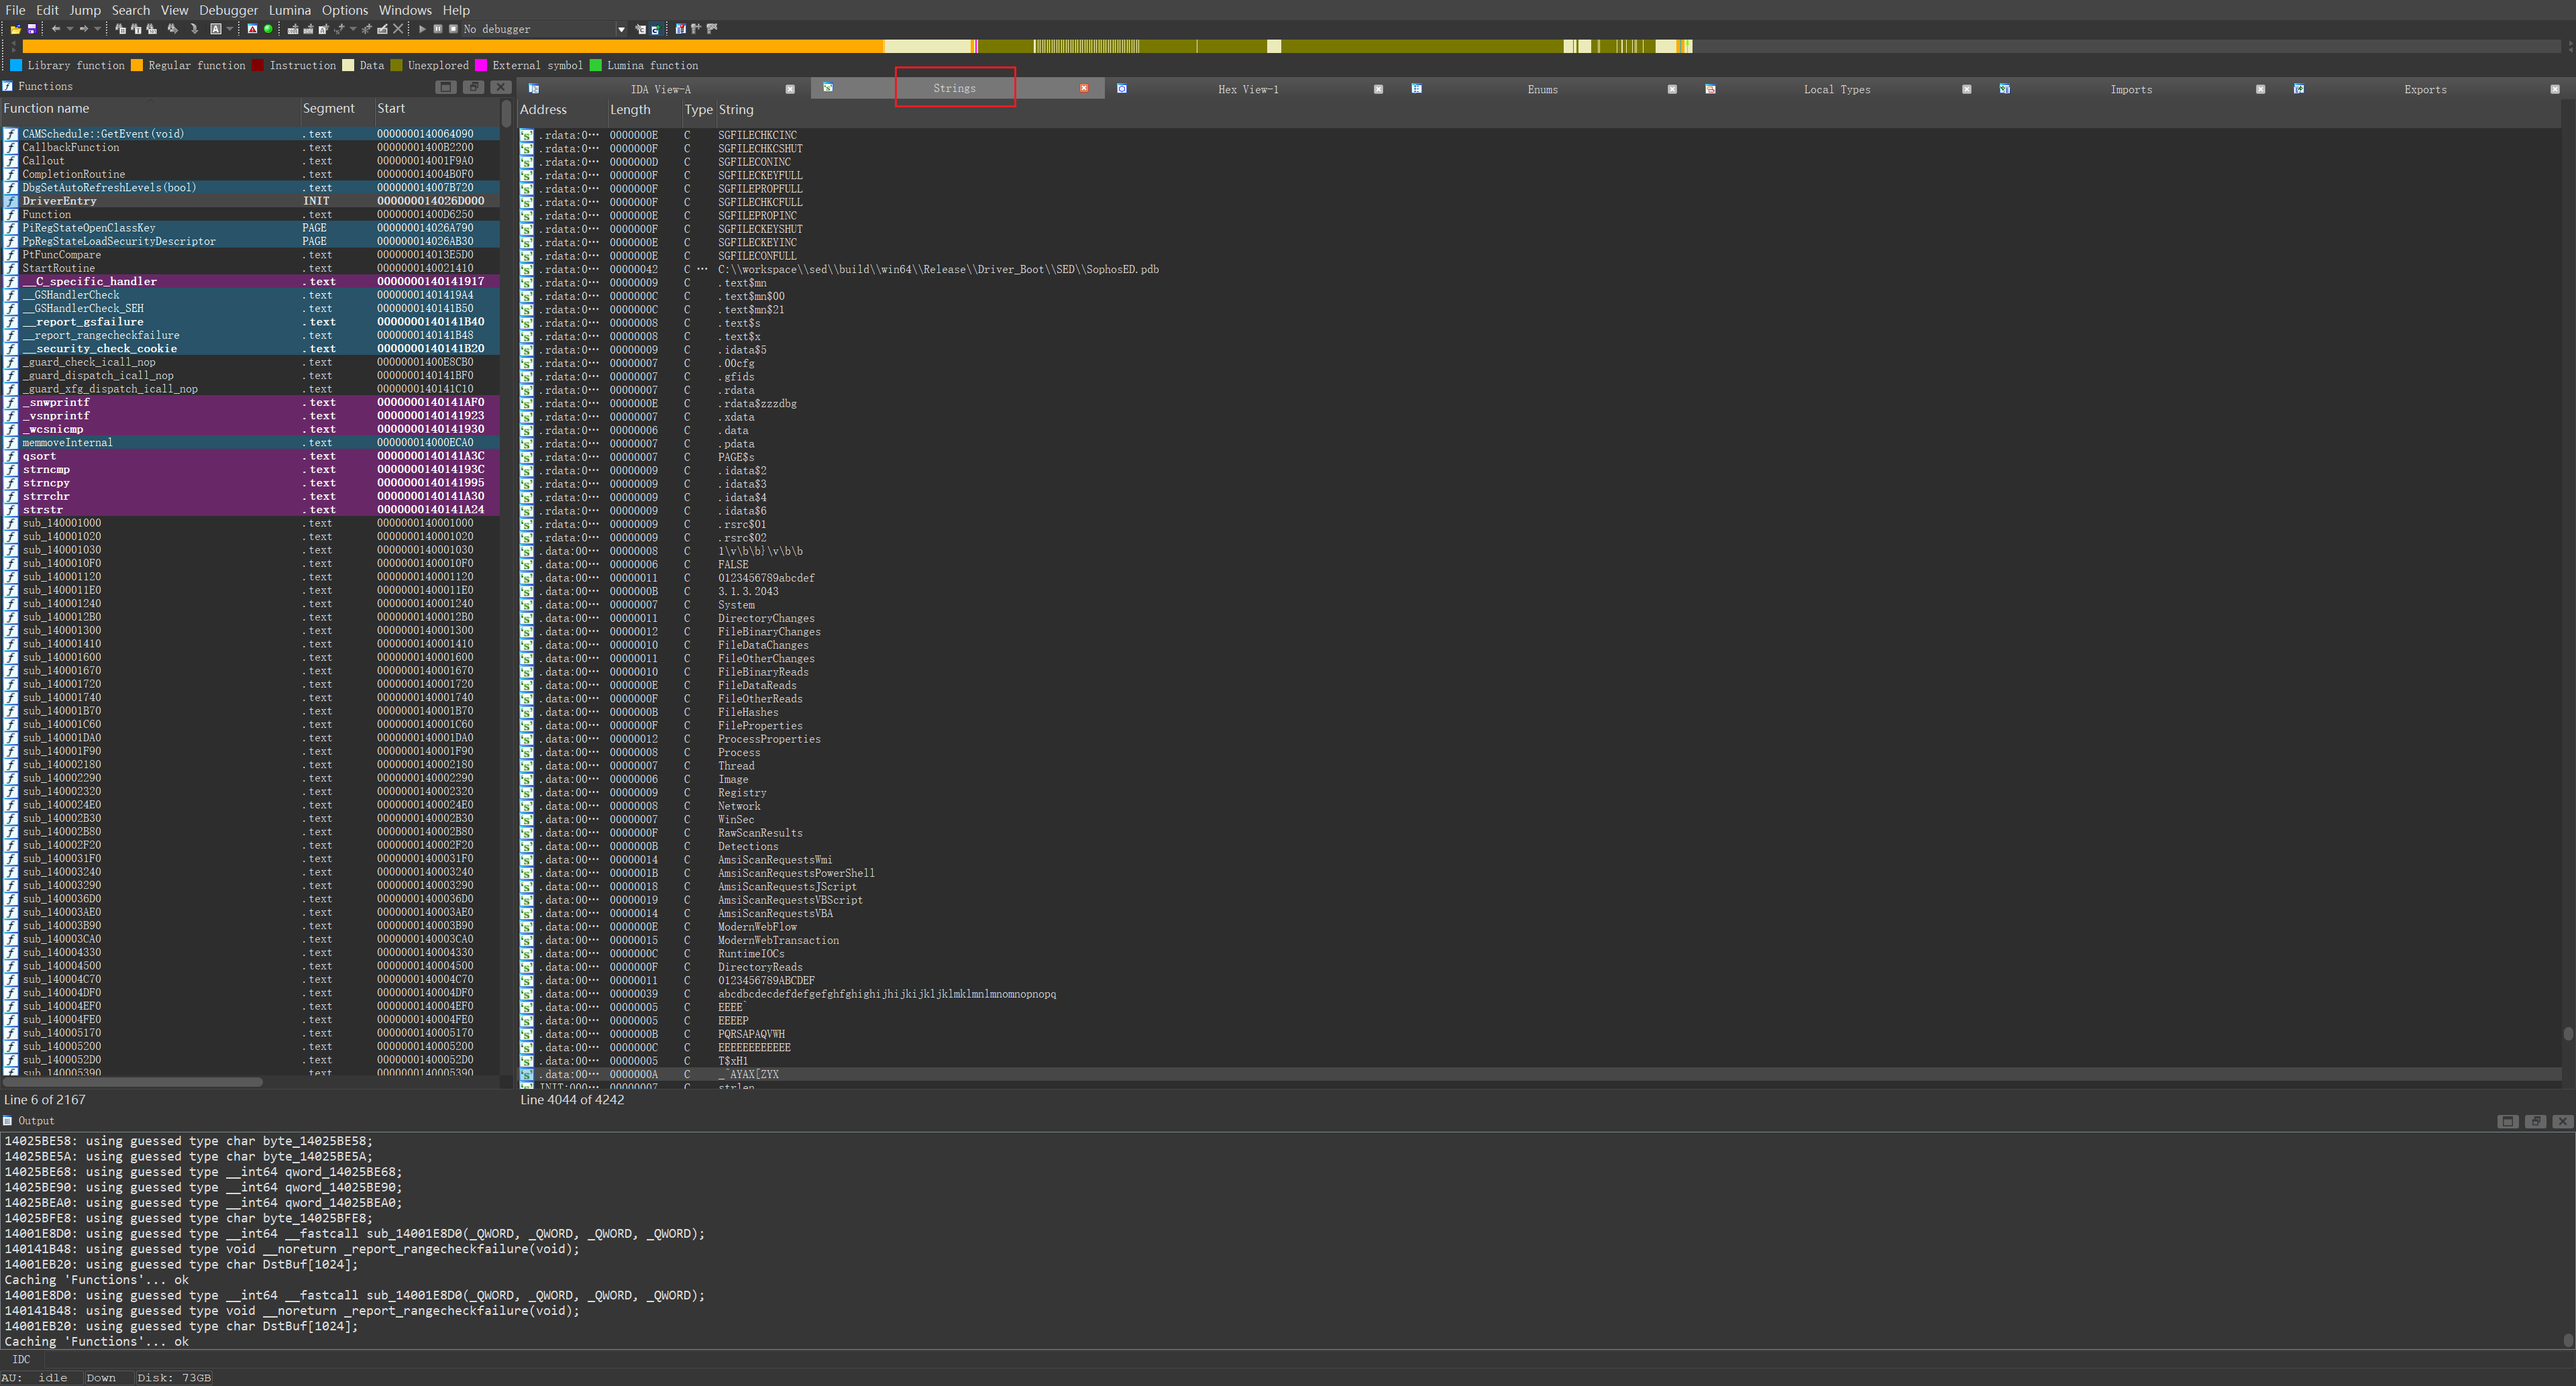 File Edit Jump Search View Debugger Lumina Options Windows Help
No debugger
Library function Regular function Instruction Data Unexplored External symbol Lumina function
Functions
Function name Segment Start
CAMSchedule::GetEvent(void) .text 0000000140064090
CallbackFunction .text 00000001400B2200
Callout .text 000000014001F9A0
CompletionRoutine .text 000000014004B0F0
DbgSetAutoRefreshLevels(bool) .text 000000014007B720
DriverEntry INIT 000000014026D000
Function .text 00000001400D6250
PiRegStateOpenClassKey PAGE 000000014026A790
PpRegStateLoadSecurityDescriptor PAGE 000000014026AB30
PtFuncCompare .text 000000014013E5D0
StartRoutine .text 0000000140021410
__C_specific_handler .text 0000000140141917
__GSHandlerCheck .text 00000001401419A4
__GSHandlerCheck_SEH .text 0000000140141B50
__report_gsfailure .text 0000000140141B40
__report_rangecheckfailure .text 0000000140141B48
__security_check_cookie .text 0000000140141B20
_guard_check_icall_nop .text 00000001400E8CB0
_guard_dispatch_icall_nop .text 0000000140141BF0
_guard_xfg_dispatch_icall_nop .text 0000000140141C10
_snwprintf .text 0000000140141AF0
_vsnprintf .text 0000000140141923
_wcsnicmp .text 0000000140141930
memmoveInternal .text 000000014000ECA0
qsort .text 0000000140141A3C
strncmp .text 000000014014193C
strncpy .text 0000000140141995
strrchr .text 0000000140141A30
strstr .text 0000000140141A24
sub_140001000 .text 0000000140001000
sub_140001020 .text 0000000140001020
sub_140001030 .text 0000000140001030
sub_1400010F0 .text 00000001400010F0
sub_140001120 .text 0000000140001120
sub_1400011E0 .text 00000001400011E0
sub_140001240 .text 0000000140001240
sub_1400012B0 .text 00000001400012B0
sub_140001300 .text 0000000140001300
sub_140001410 .text 0000000140001410
sub_140001600 .text 0000000140001600
sub_140001670 .text 0000000140001670
sub_140001720 .text 0000000140001720
sub_140001740 .text 0000000140001740
sub_140001B70 .text 0000000140001B70
sub_140001C60 .text 0000000140001C60
sub_140001DA0 .text 0000000140001DA0
sub_140001F90 .text 0000000140001F90
sub_140002180 .text 0000000140002180
sub_140002290 .text 0000000140002290
sub_140002320 .text 0000000140002320
sub_1400024E0 .text 00000001400024E0
sub_140002B30 .text 0000000140002B30
sub_140002B80 .text 0000000140002B80
sub_140002F20 .text 0000000140002F20
sub_1400031F0 .text 00000001400031F0
sub_140003240 .text 0000000140003240
sub_140003290 .text 0000000140003290
sub_1400036D0 .text 00000001400036D0
sub_140003AE0 .text 0000000140003AE0
sub_140003B90 .text 0000000140003B90
sub_140003CA0 .text 0000000140003CA0
sub_140004330 .text 0000000140004330
sub_140004500 .text 0000000140004500
sub_140004C70 .text 0000000140004C70
sub_140004DF0 .text 0000000140004DF0
sub_140004EF0 .text 0000000140004EF0
sub_140004FE0 .text 0000000140004FE0
sub_140005170 .text 0000000140005170
sub_140005200 .text 0000000140005200
sub_1400052D0 .text 00000001400052D0
sub_140005390 .text 0000000140005390
Line 6 of 2167
IDA View-A Strings Hex View-1 Enums Local Types Imports Exports
Address Length Type String
.rdata:0··· 0000000E C SGFILECHKCINC
.rdata:0··· 0000000F C SGFILECHKCSHUT
.rdata:0··· 0000000D C SGFILECONINC
.rdata:0··· 0000000F C SGFILECKEYFULL
.rdata:0··· 0000000F C SGFILEPROPFULL
.rdata:0··· 0000000F C SGFILECHKCFULL
.rdata:0··· 0000000E C SGFILEPROPINC
.rdata:0··· 0000000F C SGFILECKEYSHUT
.rdata:0··· 0000000E C SGFILECKEYINC
.rdata:0··· 0000000E C SGFILECONFULL
.rdata:0··· 00000042 C ··· C:\\workspace\\sed\\build\\win64\\Release\\Driver_Boot\\SED\\SophosED.pdb
.rdata:0··· 00000009 C .text$mn
.rdata:0··· 0000000C C .text$mn$00
.rdata:0··· 0000000C C .text$mn$21
.rdata:0··· 00000008 C .text$s
.rdata:0··· 00000008 C .text$x
.rdata:0··· 00000009 C .idata$5
.rdata:0··· 00000007 C .00cfg
.rdata:0··· 00000007 C .gfids
.rdata:0··· 00000007 C .rdata
.rdata:0··· 0000000E C .rdata$zzzdbg
.rdata:0··· 00000007 C .xdata
.rdata:0··· 00000006 C .data
.rdata:0··· 00000007 C .pdata
.rdata:0··· 00000007 C PAGE$s
.rdata:0··· 00000009 C .idata$2
.rdata:0··· 00000009 C .idata$3
.rdata:0··· 00000009 C .idata$4
.rdata:0··· 00000009 C .idata$6
.rdata:0··· 00000009 C .rsrc$01
.rdata:0··· 00000009 C .rsrc$02
.data:00··· 00000008 C 1\v\b\b}\v\b\b
.data:00··· 00000006 C FALSE
.data:00··· 00000011 C 0123456789abcdef
.data:00··· 0000000B C 3.1.3.2043
.data:00··· 00000007 C System
.data:00··· 00000011 C DirectoryChanges
.data:00··· 00000012 C FileBinaryChanges
.data:00··· 00000010 C FileDataChanges
.data:00··· 00000011 C FileOtherChanges
.data:00··· 00000010 C FileBinaryReads
.data:00··· 0000000E C FileDataReads
.data:00··· 0000000F C FileOtherReads
.data:00··· 0000000B C FileHashes
.data:00··· 0000000F C FileProperties
.data:00··· 00000012 C ProcessProperties
.data:00··· 00000008 C Process
.data:00··· 00000007 C Thread
.data:00··· 00000006 C Image
.data:00··· 00000009 C Registry
.data:00··· 00000008 C Network
.data:00··· 00000007 C WinSec
.data:00··· 0000000F C RawScanResults
.data:00··· 0000000B C Detections
.data:00··· 00000014 C AmsiScanRequestsWmi
.data:00··· 0000001B C AmsiScanRequestsPowerShell
.data:00··· 00000018 C AmsiScanRequestsJScript
.data:00··· 00000019 C AmsiScanRequestsVBScript
.data:00··· 00000014 C AmsiScanRequestsVBA
.data:00··· 0000000E C ModernWebFlow
.data:00··· 00000015 C ModernWebTransaction
.data:00··· 0000000C C RuntimeIOCs
.data:00··· 0000000F C DirectoryReads
.data:00··· 00000011 C 0123456789ABCDEF
.data:00··· 00000039 C abcdbcdecdefdefgefghfghighijhijkijkljklmklmnlmnomnopnopq
.data:00··· 00000005 C EEEE`
.data:00··· 00000005 C EEEEP
.data:00··· 0000000B C PQRSAPAQVWH
.data:00··· 0000000C C EEEEEEEEEEEE
.data:00··· 00000005 C T$xH1
.data:00··· 0000000A C _^AYAX[ZYX
INIT:000··· 00000007 C strlen
Line 4044 of 4242
Output
14025BE58: using guessed type char byte_14025BE58;
14025BE5A: using guessed type char byte_14025BE5A;
14025BE68: using guessed type __int64 qword_14025BE68;
14025BE90: using guessed type __int64 qword_14025BE90;
14025BEA0: using guessed type __int64 qword_14025BEA0;
14025BFE8: using guessed type char byte_14025BFE8;
14001E8D0: using guessed type __int64 __fastcall sub_14001E8D0(_QWORD, _QWORD, _QWORD, _QWORD);
140141B48: using guessed type void __noreturn _report_rangecheckfailure(void);
14001EB20: using guessed type char DstBuf[1024];
Caching 'Functions'... ok
14001E8D0: using guessed type __int64 __fastcall sub_14001E8D0(_QWORD, _QWORD, _QWORD, _QWORD);
140141B48: using guessed type void __noreturn _report_rangecheckfailure(void);
14001EB20: using guessed type char DstBuf[1024];
Caching 'Functions'... ok
IDC
AU: idle Down Disk: 73GB